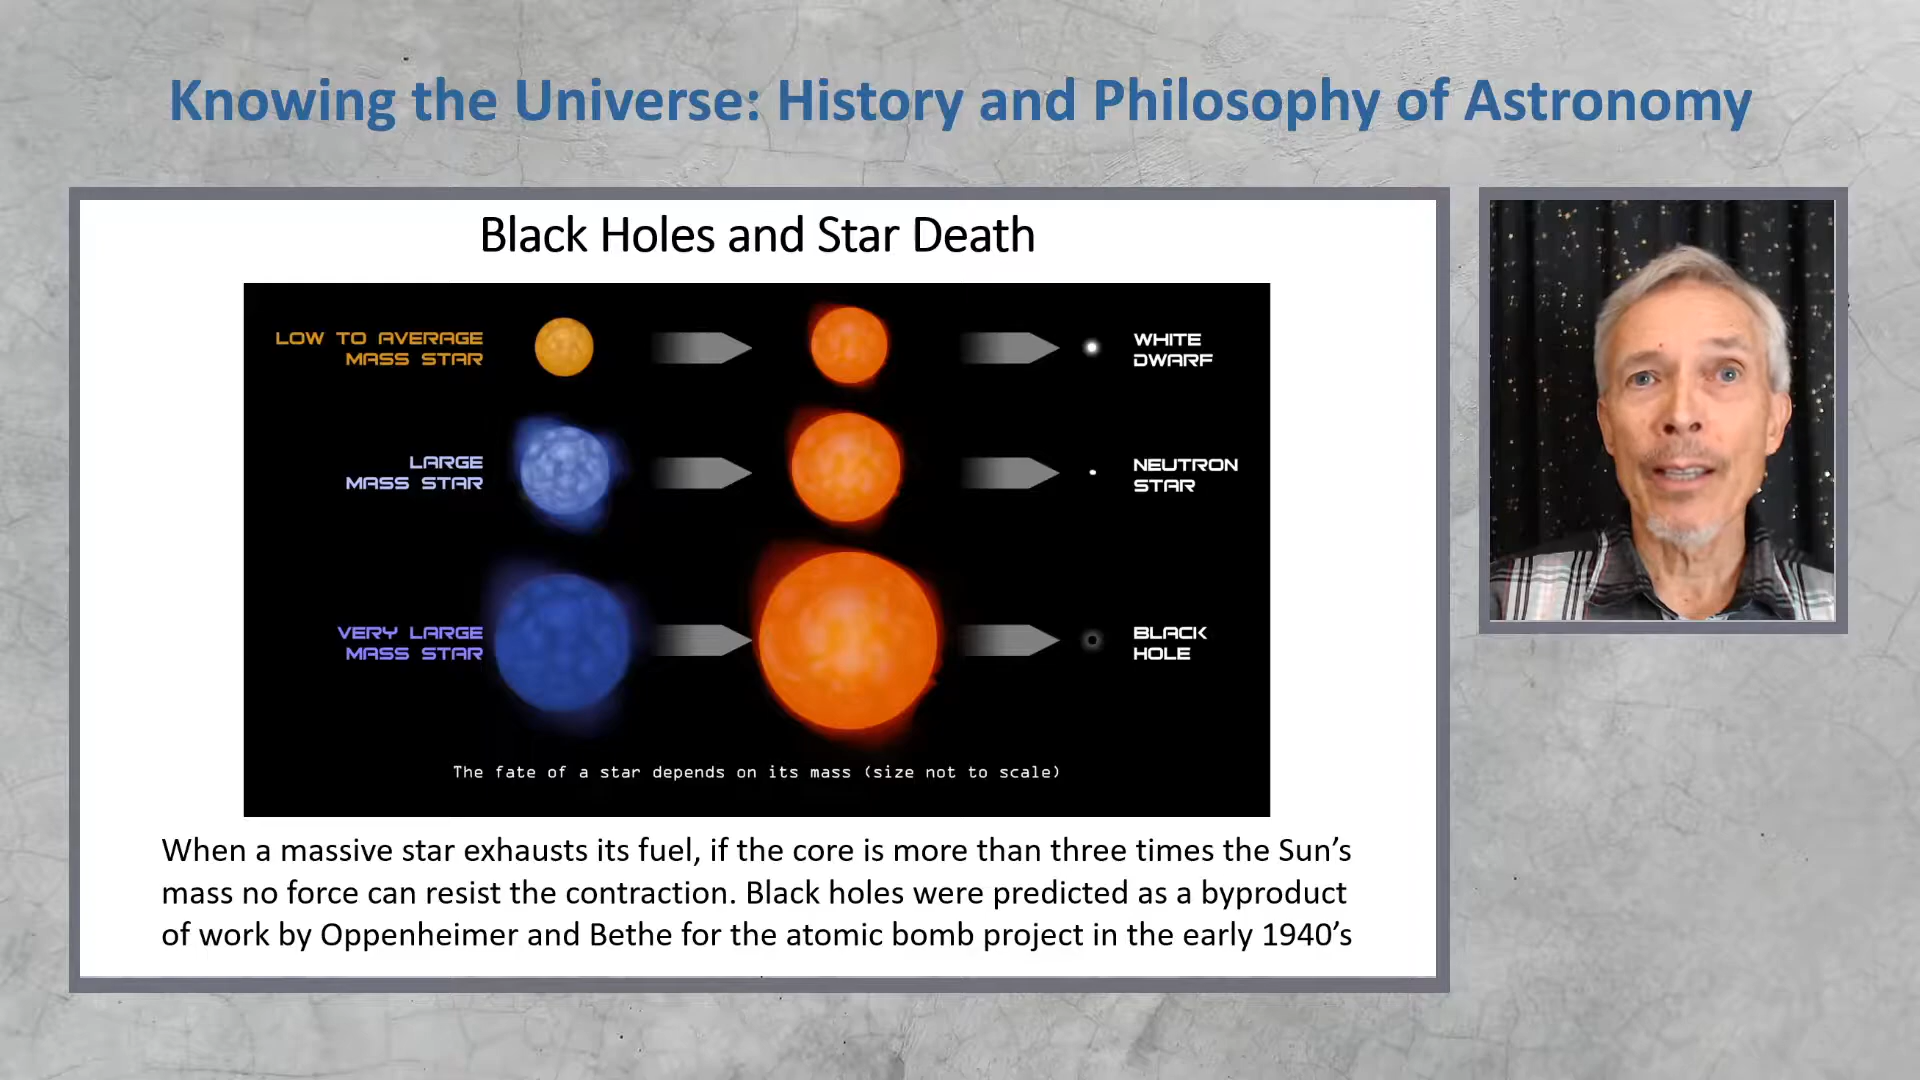 Knowing the Universe: History and Philosophy of Astronomy
Black Holes and Star Death
LOW TO AVERAGE
MASS STAR
WHITE
DWARF
LARGE
MASS STAR
NEUTRON
STAR
VERY LARGE
MASS STAR
BLACK
HOLE
The fate of a star depends on its mass (size not to scale)
When a massive star exhausts its fuel, if the core is more than three times the Sun’s
mass no force can resist the contraction. Black holes were predicted as a byproduct
of work by Oppenheimer and Bethe for the atomic bomb project in the early 1940’s